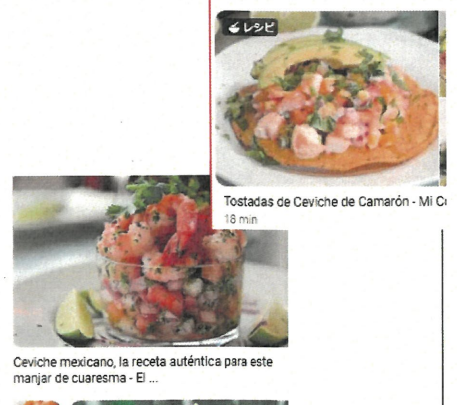 レシピ
Tostadas de Ceviche de Camarón - Mi
18 min
Ceviche mexicano, la receta auténtica para este
manjar de cuaresma - El ...